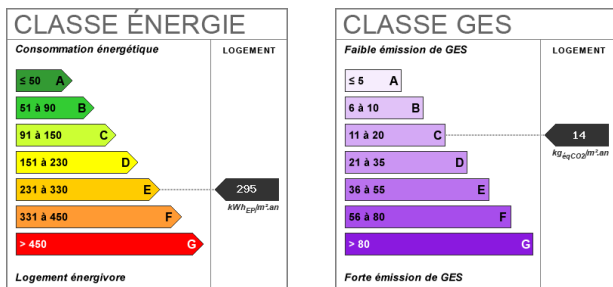 CLASSE ÉNERGIE
Consommation énergétique
LOGEMENT
≤ 50 A
51 à 90 B
91 à 150 C
151 à 230 D
231 à 330 E
295
kWhEP/m².an
331 à 450 F
> 450 G
Logement énergivore
CLASSE GES
Faible émission de GES
LOGEMENT
≤ 5 A
6 à 10 B
11 à 20 C
14
kgéqCO2/m².an
21 à 35 D
36 à 55 E
56 à 80 F
> 80 G
Forte émission de GES